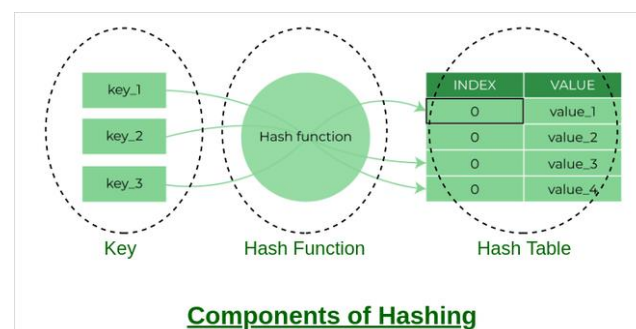 key_1
key_2
key_3
Hash function
INDEX VALUE
0 value_1
0 value_2
0 value_3
0 value_4
Key
Hash Function
Hash Table
Components of Hashing